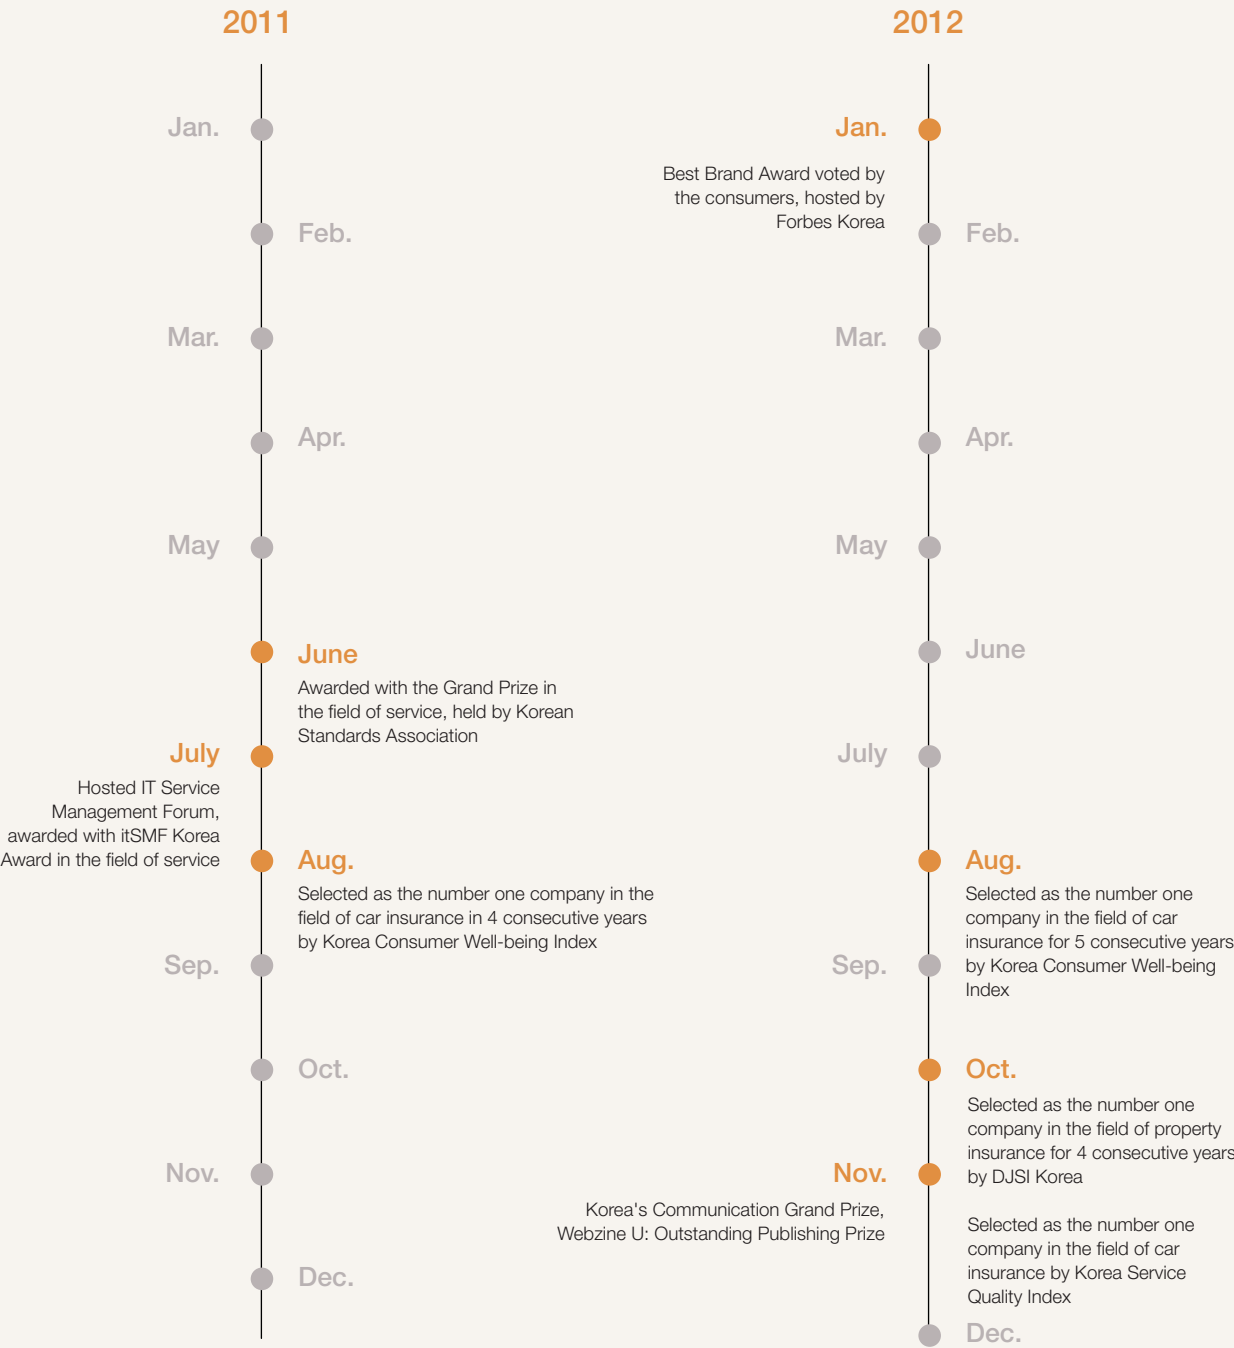 2011
Jan.
Feb.
Mar.
Apr.
May
June
Awarded with the Grand Prize in
the field of service, held by Korean
Standards Association
July
Hosted IT Service
Management Forum,
awarded with itSMF Korea
Award in the field of service
Aug.
Selected as the number one company in the
field of car insurance in 4 consecutive years
by Korea Consumer Well-being Index
Sep.
Oct.
Nov.
Dec.
2012
Jan.
Best Brand Award voted by
the consumers, hosted by
Forbes Korea
Feb.
Mar.
Apr.
May
June
July
Aug.
Selected as the number one
company in the field of car
insurance for 5 consecutive years
by Korea Consumer Well-being
Index
Sep.
Oct.
Selected as the number one
company in the field of property
insurance for 4 consecutive years
by DJSI Korea
Selected as the number one
company in the field of car
insurance by Korea Service
Quality Index
Nov.
Korea's Communication Grand Prize,
Webzine U: Outstanding Publishing Prize
Dec.